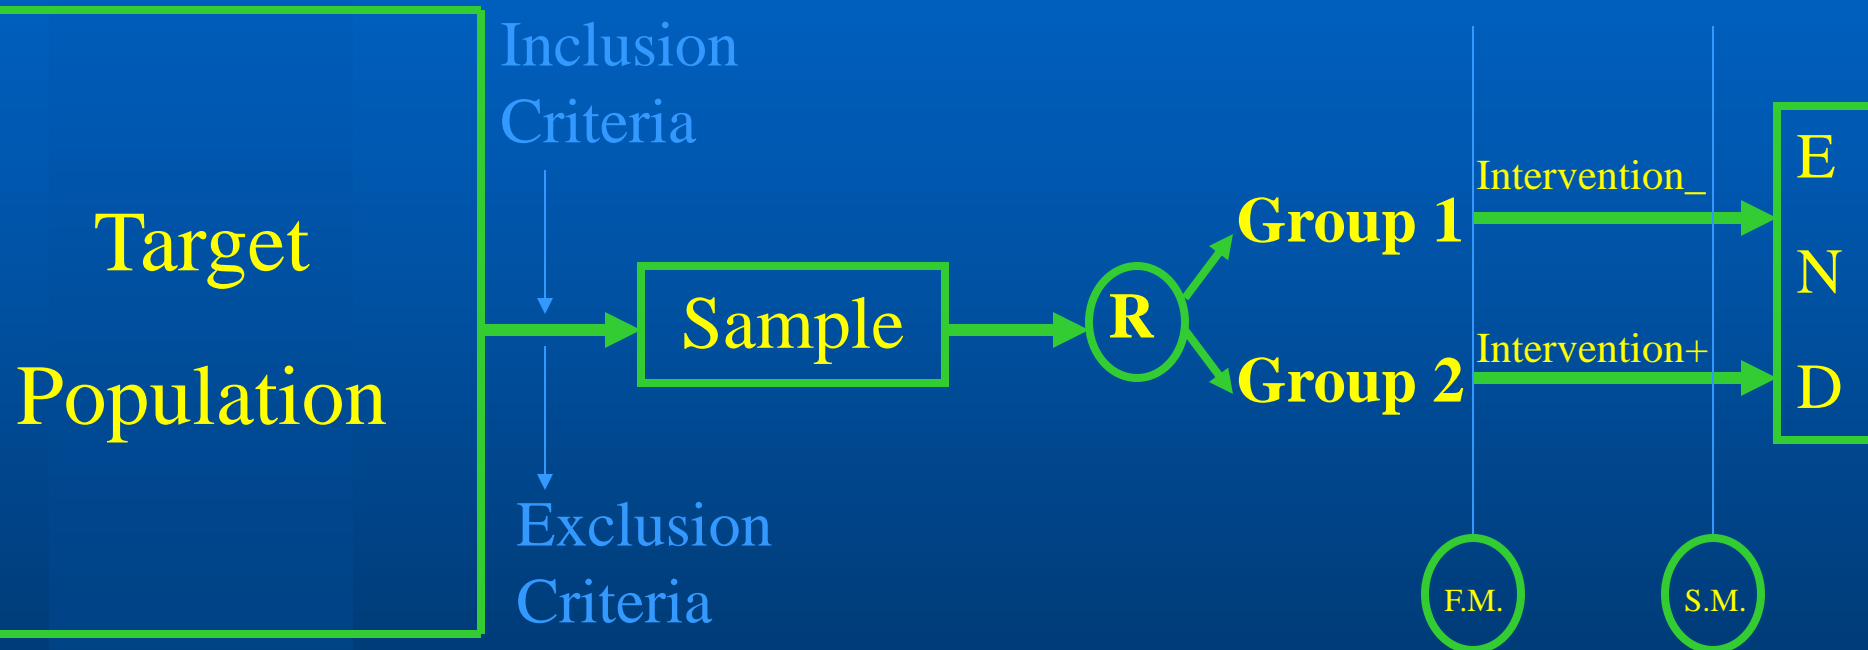 Target
Population
Inclusion
Criteria
Exclusion
Criteria
Sample
R
Group 1
Group 2
Intervention_
Intervention+
F.M.
S.M.
E
N
D